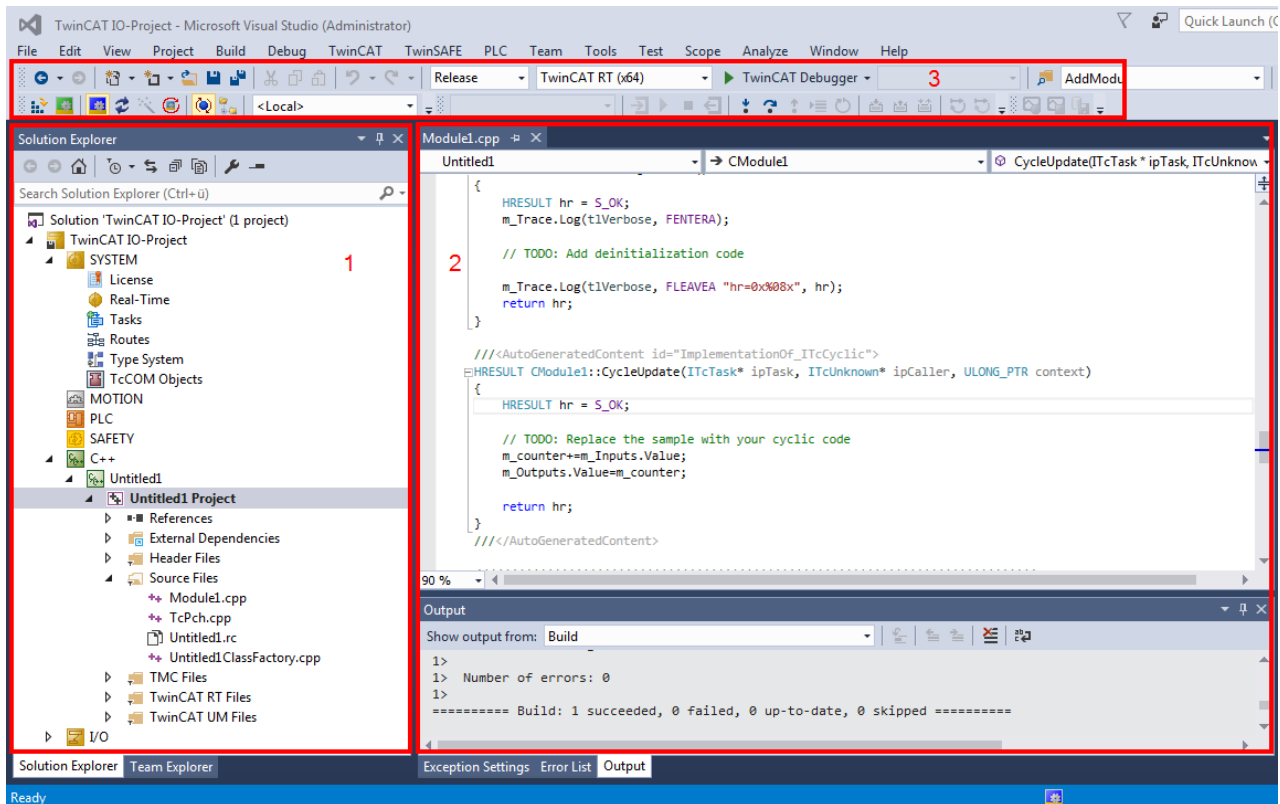 TwinCAT IO-Project - Microsoft Visual Studio (Administrator)
Quick Launch (C
File Edit View Project Build Debug TwinCAT TwinSAFE PLC Team Tools Test Scope Analyze Window Help
Release TwinCAT RT (x64) TwinCAT Debugger 3 AddModu
<Local>
Solution Explorer
Search Solution Explorer (Ctrl+ü)
Solution 'TwinCAT IO-Project' (1 project)
TwinCAT IO-Project
SYSTEM
1
License
Real-Time
Tasks
Routes
Type System
TcCOM Objects
MOTION
PLC
SAFETY
C++
Untitled1
Untitled1 Project
References
External Dependencies
Header Files
Source Files
Module1.cpp
TcPch.cpp
Untitled1.rc
Untitled1ClassFactory.cpp
TMC Files
TwinCAT RT Files
TwinCAT UM Files
I/O
Solution Explorer Team Explorer
Module1.cpp
Untitled1 CModule1 CycleUpdate(ITcTask * ipTask, ITcUnknow
{
HRESULT hr = S_OK;
m_Trace.Log(tlVerbose, FENTERA);
2
// TODO: Add deinitialization code
m_Trace.Log(tlVerbose, FLEAVEA "hr=0x%08x", hr);
return hr;
}
///<AutoGeneratedContent id="ImplementationOf_ITcCyclic">
HRESULT CModule1::CycleUpdate(ITcTask* ipTask, ITcUnknown* ipCaller, ULONG_PTR context)
{
HRESULT hr = S_OK;
// TODO: Replace the sample with your cyclic code
m_counter+=m_Inputs.Value;
m_Outputs.Value=m_counter;
return hr;
}
///</AutoGeneratedContent>
90 %
Output
Show output from: Build
1>
1> Number of errors: 0
1>
========== Build: 1 succeeded, 0 failed, 0 up-to-date, 0 skipped ==========
Exception Settings Error List Output
Ready